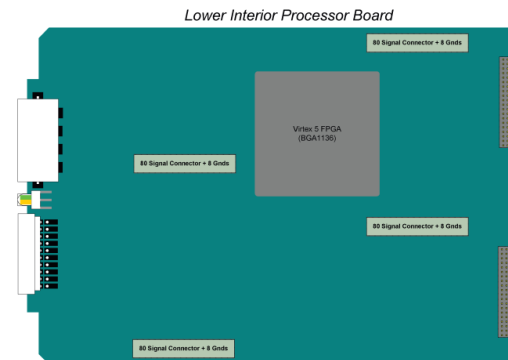 Lower Interior Processor Board
80 Signal Connector + 8 Gnds
Virtex 5 FPGA
(BGA1136)
80 Signal Connector + 8 Gnds
80 Signal Connector + 8 Gnds
80 Signal Connector + 8 Gnds